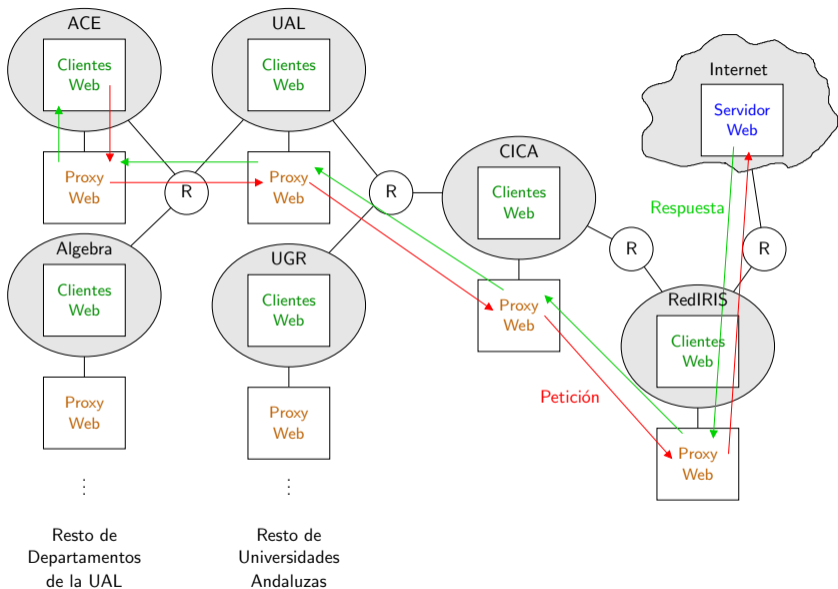 ACE
Clientes
Web
Proxy
Web
R
Algebra
Clientes
Web
Proxy
Web
⋮
Resto de
Departamentos
de la UAL
UAL
Clientes
Web
Proxy
Web
R
UGR
Clientes
Web
Proxy
Web
⋮
Resto de
Universidades
Andaluzas
CICA
Clientes
Web
Proxy
Web
Petición
R
Internet
Servidor
Web
Respuesta
R
RedIRIS
Clientes
Web
Proxy
Web